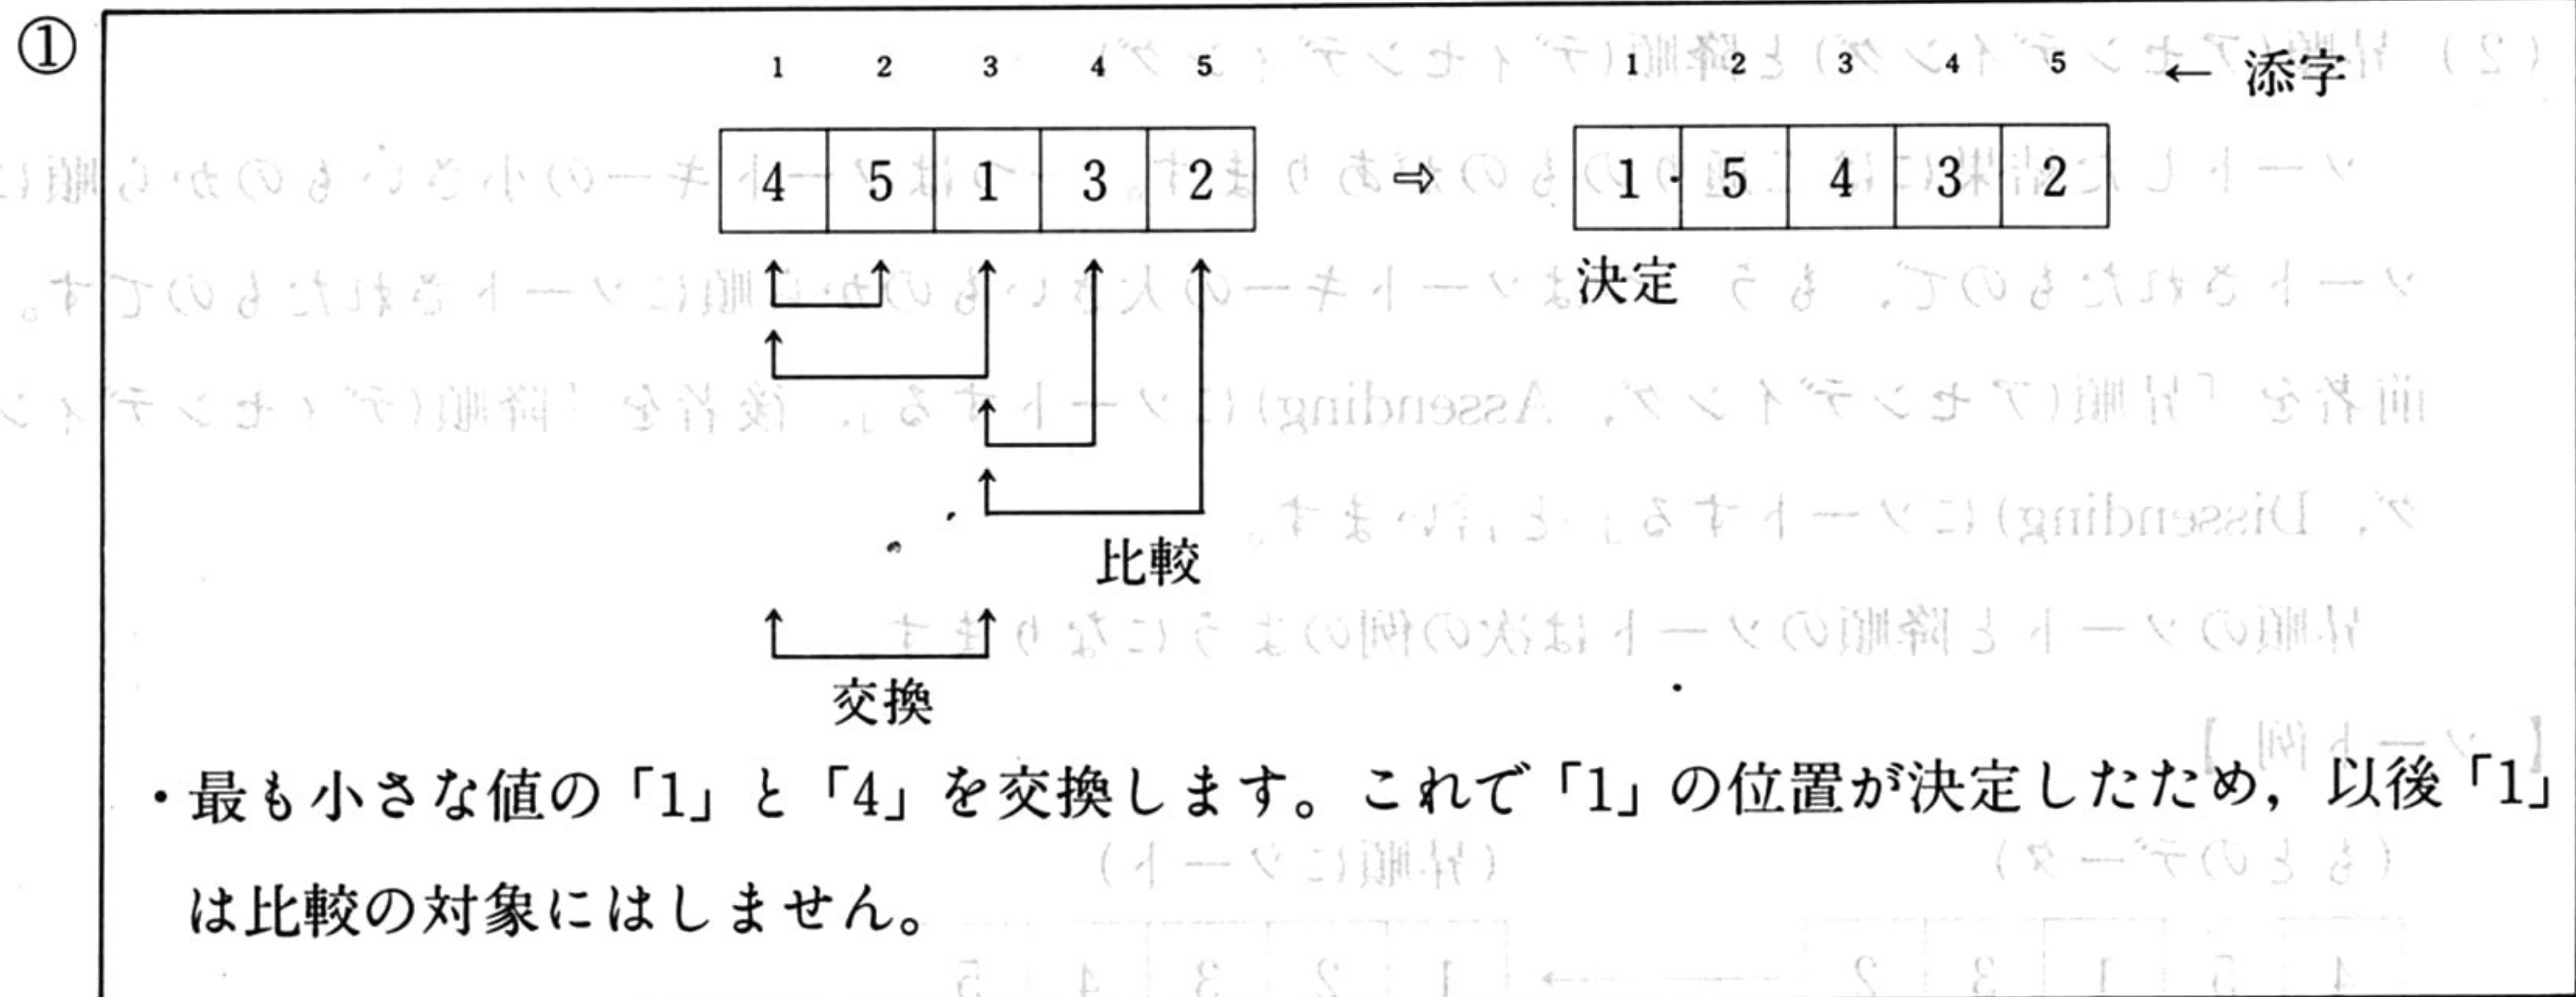 ①
1 2 3 4 5 1 2 3 4 5 ← 添字
4 5 1 3 2 ⇨ 1 5 4 3 2
決定
比較
交換
・最も小さな値の「1」と「4」を交換します。これで「1」の位置が決定したため，以後「1」
は比較の対象にはしません。